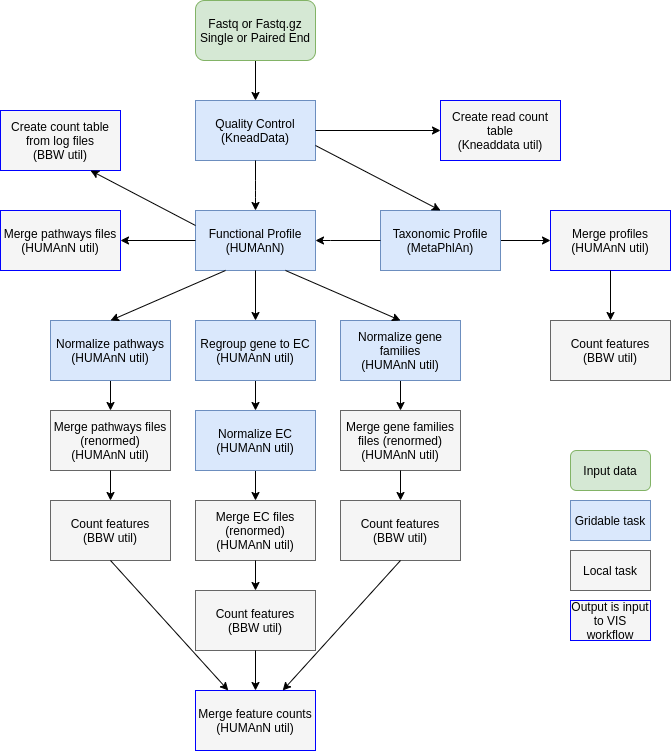 Fastq or Fastq.gz
Single or Paired End
Quality Control
(KneadData)
Create read count
table
(Kneaddata util)
Create count table
from log files
(BBW util)
Merge pathways files
(HUMAnN util)
Functional Profile
(HUMAnN)
Taxonomic Profile
(MetaPhlAn)
Merge profiles
(HUMAnN util)
Normalize pathways
(HUMAnN util)
Regroup gene to EC
(HUMAnN util)
Normalize gene
families
(HUMAnN util)
Count features
(BBW util)
Merge pathways files
(renormed)
(HUMAnN util)
Normalize EC
(HUMAnN util)
Merge gene families
files (renormed)
(HUMAnN util)
Count features
(BBW util)
Merge EC files
(renormed)
(HUMAnN util)
Count features
(BBW util)
Count features
(BBW util)
Merge feature counts
(HUMAnN util)
Input data
Gridable task
Local task
Output is input
to VIS
workflow